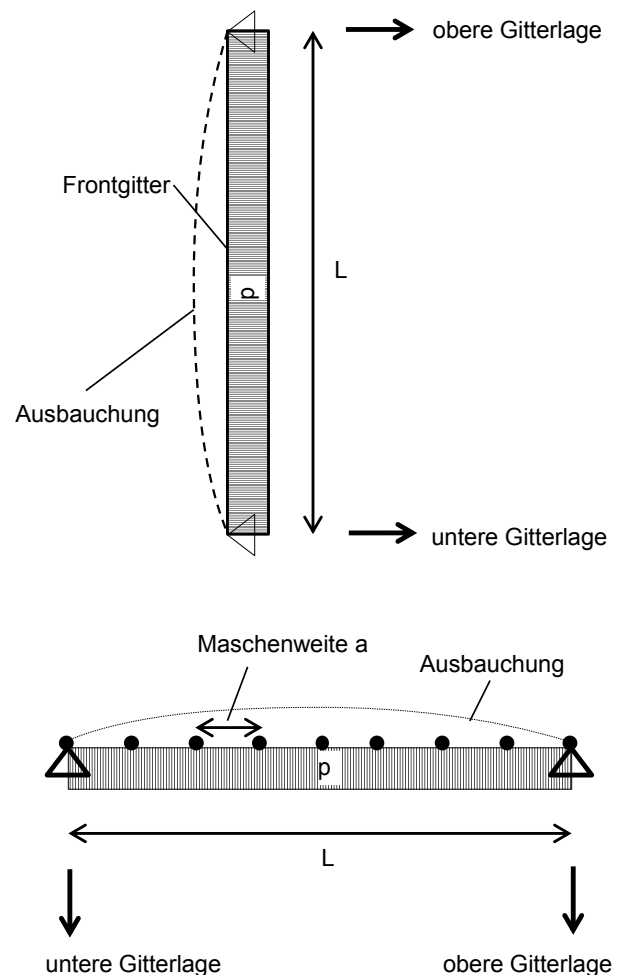 obere Gitterlage
Frontgitter
L
p
Ausbauchung
untere Gitterlage
Maschenweite a
Ausbauchung
p
L
untere Gitterlage
obere Gitterlage